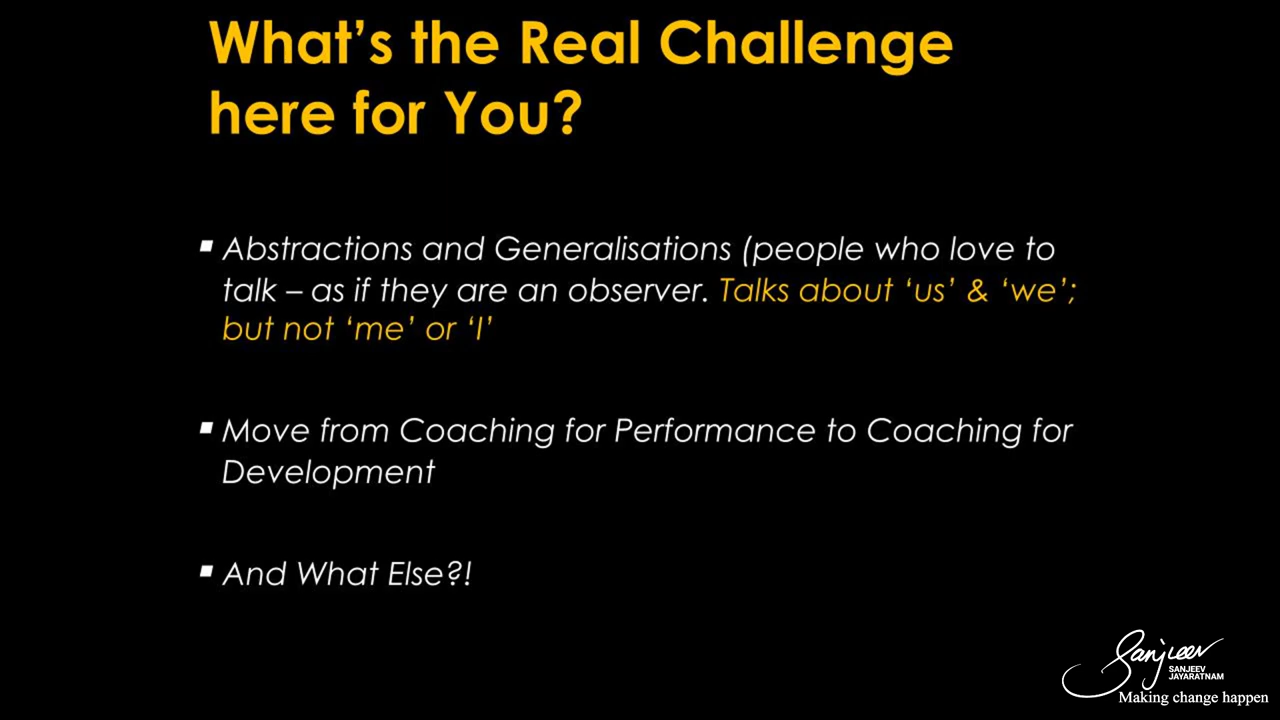 What’s the Real Challenge
here for You?
▪ Abstractions and Generalisations (people who love to
talk – as if they are an observer. Talks about ‘us’ & ‘we’;
but not ‘me’ or ‘I’
▪ Move from Coaching for Performance to Coaching for
Development
▪ And What Else?!
Sanjeev
SANJEEV
JAYARATNAM
Making change happen